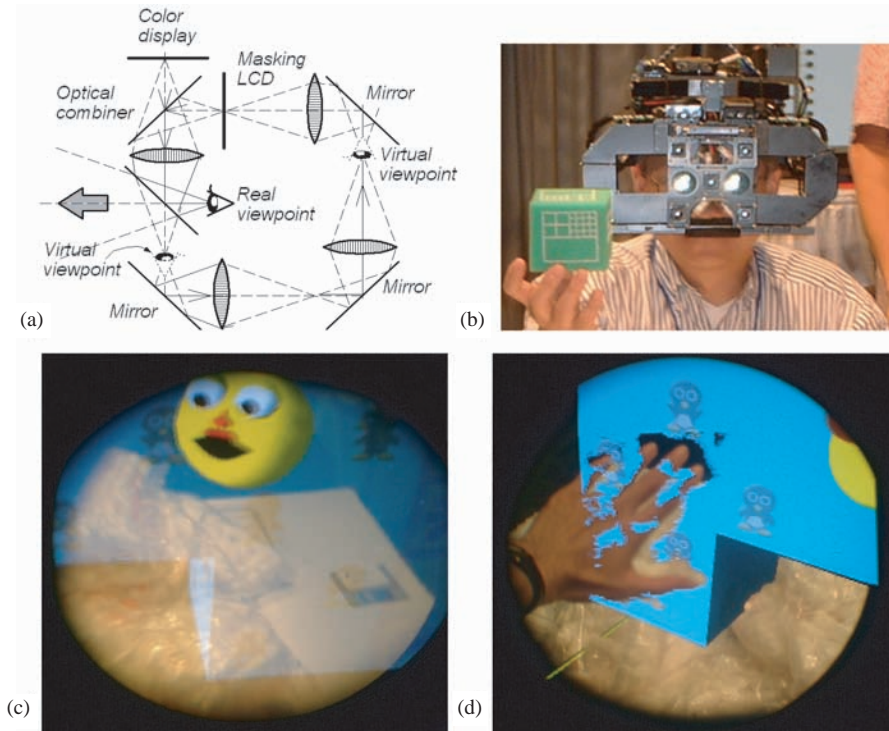 Color
display
Masking
LCD
Optical
combiner
Mirror
Virtual
viewpoint
Real
viewpoint
Virtual
viewpoint
Mirror
Mirror
(a)
(b)
(c)
(d)